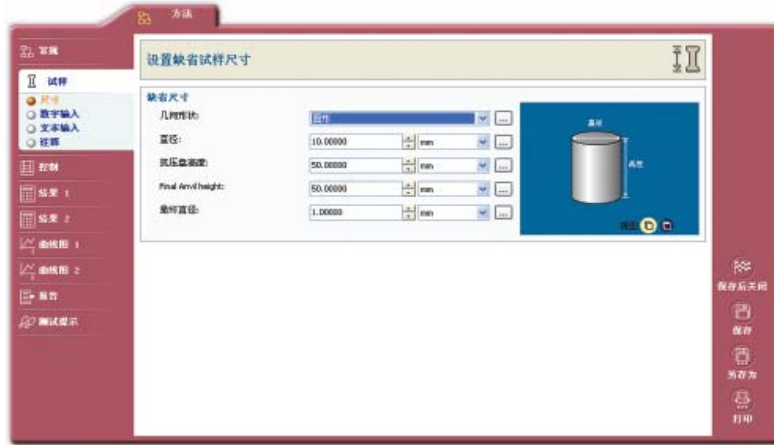 方法
常规
试样
尺寸
数字输入
文本输入
注释
控制
结果 1
结果 2
曲线图 1
曲线图 2
报告
测试提示
设置缺省试样尺寸
缺省尺寸
几何形状:
圆性
直径:
10.00000
mm
抗压盘高度:
50.00000
mm
Final Anvil height:
50.00000
mm
最终直径:
1.00000
mm
直径
高度
视图
保存后关闭
保存
另存为
打印